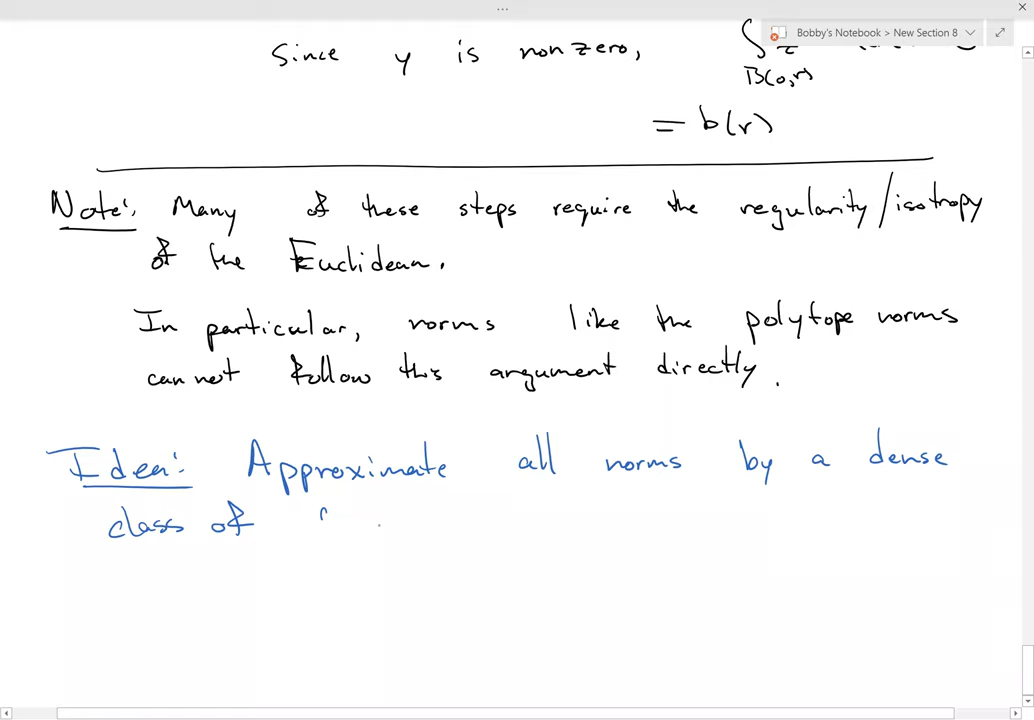 ...
Bobby's Notebook > New Section 8
Since y is nonzero,
B(0,r)
= b(r)
Note: Many of these steps require the regularity/isotropy
of the Euclidean.
In particular, norms like the polytope norms
cannot follow this argument directly.
Idea: Approximate all norms by a dense
class of